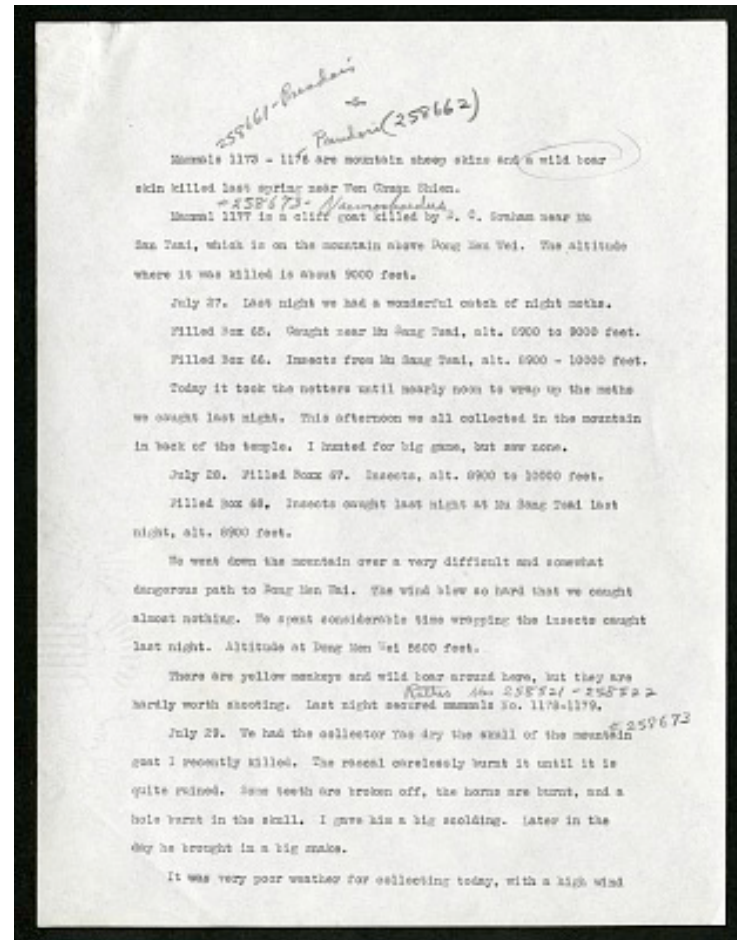 258661 - Pseudois
&
(258662)
Mammals 1173 - 1176 are mountain sheep skins and a wild boar
skin killed last spring near Wen Chuan Shien.
= 258673 - Naemorhedus
Mammal 1177 is a cliff goat killed by D. C. Graham near Mu
San Tsai, which is on the mountain above Dong Men Wei. The altitude
where it was killed is about 9000 feet.
July 27. Last night we had a wonderful catch of night moths.
Filled Box 65. Caught near Mu Sang Tsai, alt. 8900 to 9000 feet.
Filled Box 66. Insects from Mu Sang Tsai, alt. 8900 - 10000 feet.
Today it took the netters until nearly noon to wrap up the moths
we caught last night. This afternoon we all collected in the mountain
in back of the temple. I hunted for big game, but saw none.
July 28. Filled Boxx 67. Insects, alt. 8900 to 10000 feet.
Filled Box 68. Insects caught last night at Mu Sang Tsai last
night, alt. 8900 feet.
We went down the mountain over a very difficult and somewhat
dangerous path to Dong Men Wai. The wind blew so hard that we caught
almost nothing. We spent considerable time wrapping the insects caught
last night. Altitude at Dong Men Wei 5600 feet.
There are yellow monkeys and wild boar around here, but they are
Rattus Nos 258521 - 258522
hardly worth shooting. Last night secured mammals No. 1178-1179.
= 258673
July 29. We had the collector Yao dry the skull of the mountain
goat I recently killed. The rascal carelessly burnt it until it is
quite ruined. Some teeth are broken off, the horns are burnt, and a
hole burnt in the skull. I gave him a big scolding. Later in the
day he brought in a big snake.
It was very poor weather for collecting today, with a high wind